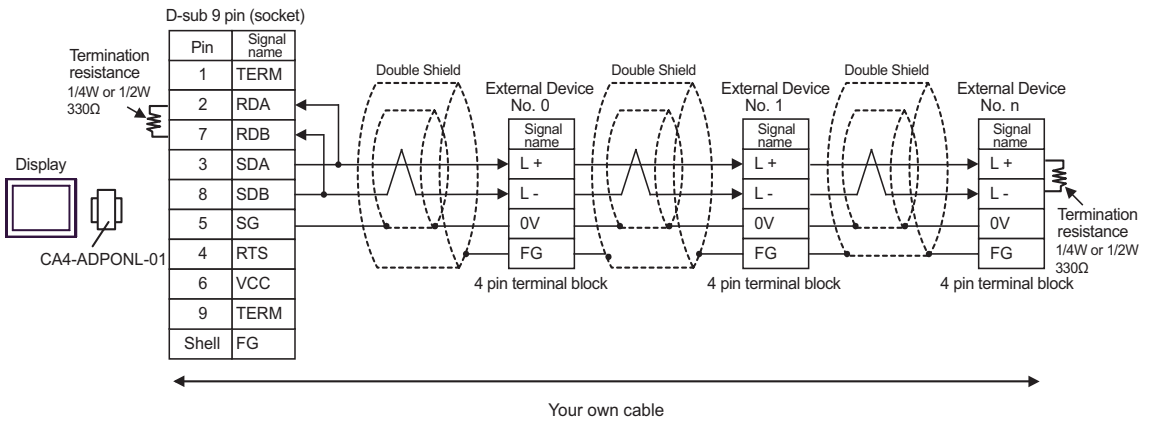 D-sub 9 pin (socket)
Termination
resistance
1/4W or 1/2W
330Ω
Pin Signal name
1 TERM
2 RDA
7 RDB
3 SDA
8 SDB
5 SG
4 RTS
6 VCC
9 TERM
Shell FG
Display
CA4-ADPONL-01
Double Shield
External Device
No. 0
Signal
name
L +
L -
0V
FG
4 pin terminal block
Double Shield
External Device
No. 1
Signal
name
L +
L -
0V
FG
4 pin terminal block
Double Shield
External Device
No. n
Signal
name
L +
L -
0V
FG
4 pin terminal block
Termination
resistance
1/4W or 1/2W
330Ω
Your own cable